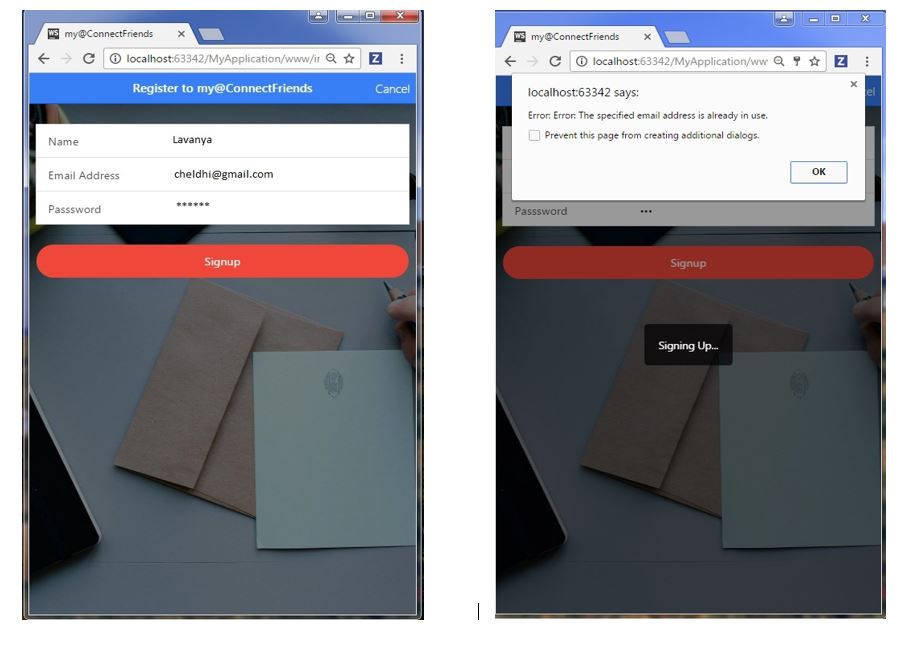 my@ConnectFriends
localhost:63342/MyApplication/www/ir
Register to my@ConnectFriends Cancel
Name Lavanya
Email Address cheldhi@gmail.com
Passsword ******
Signup
my@ConnectFriends
localhost:63342/MyApplication/www
localhost:63342 says:
Error: Error: The specified email address is already in use.
Prevent this page from creating additional dialogs.
OK
Passsword •••
Signup
Signing Up...